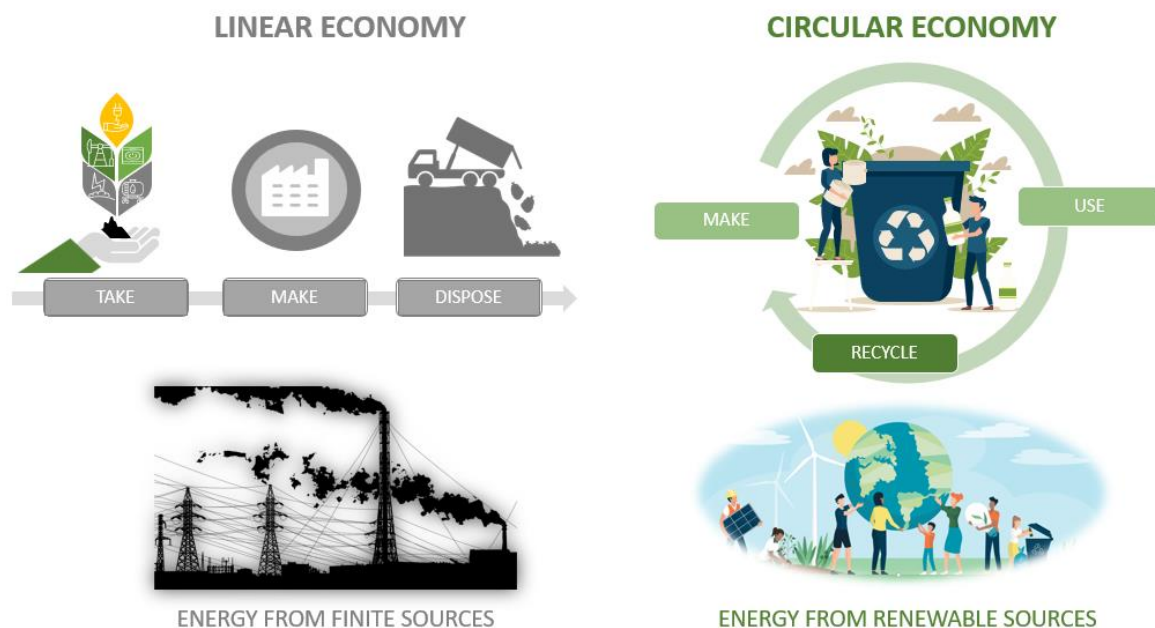 LINEAR ECONOMY
TAKE
MAKE
DISPOSE
ENERGY FROM FINITE SOURCES
CIRCULAR ECONOMY
MAKE
USE
RECYCLE
ENERGY FROM RENEWABLE SOURCES